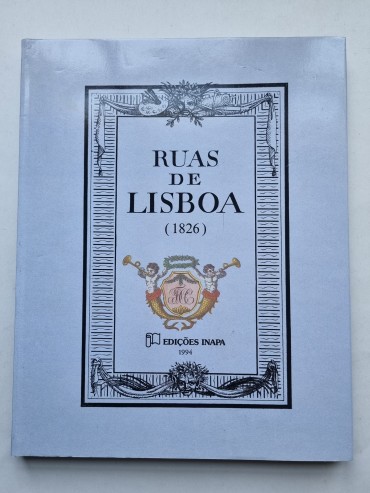 RUAS
DE
LISBOA
(1826)
EDIÇÕES INAPA
1994